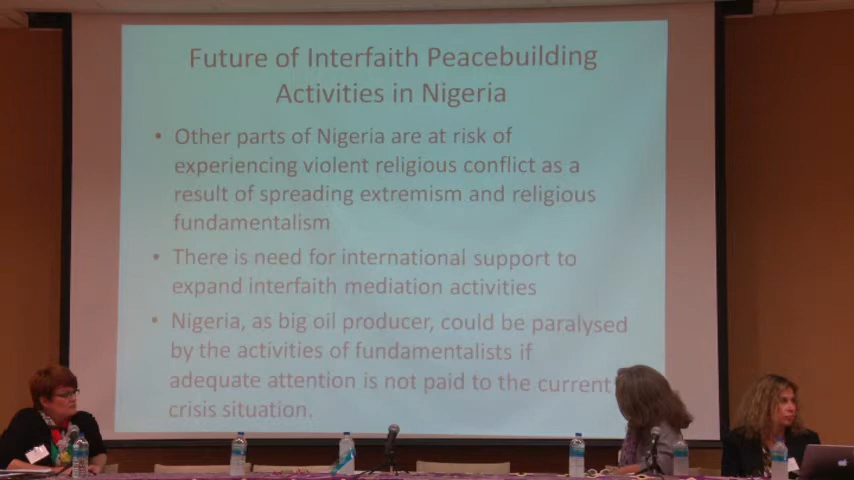 Future of Interfaith Peacebuilding
Activities in Nigeria
• Other parts of Nigeria are at risk of
experiencing violent religious conflict as a
result of spreading extremism and religious
fundamentalism
• There is need for international support to
expand interfaith mediation activities
• Nigeria, as big oil producer, could be paralysed
by the activities of fundamentalists if
adequate attention is not paid to the current
crisis situation.